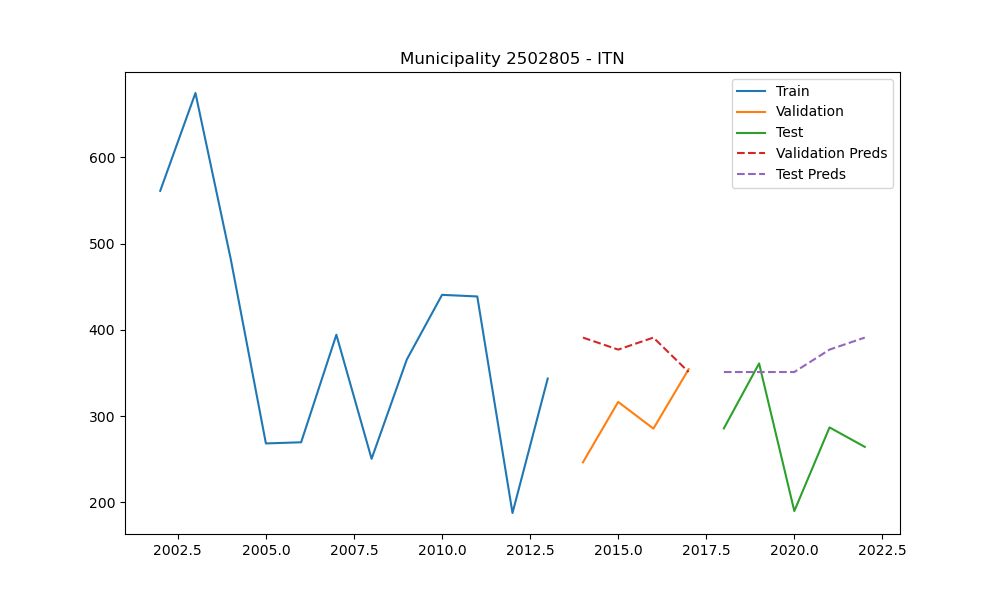 Municipality 2502805 - ITN
Train
Validation
Test
Validation Preds
Test Preds
600
500
400
300
200
2002.5 2005.0 2007.5 2010.0 2012.5 2015.0 2017.5 2020.0 2022.5